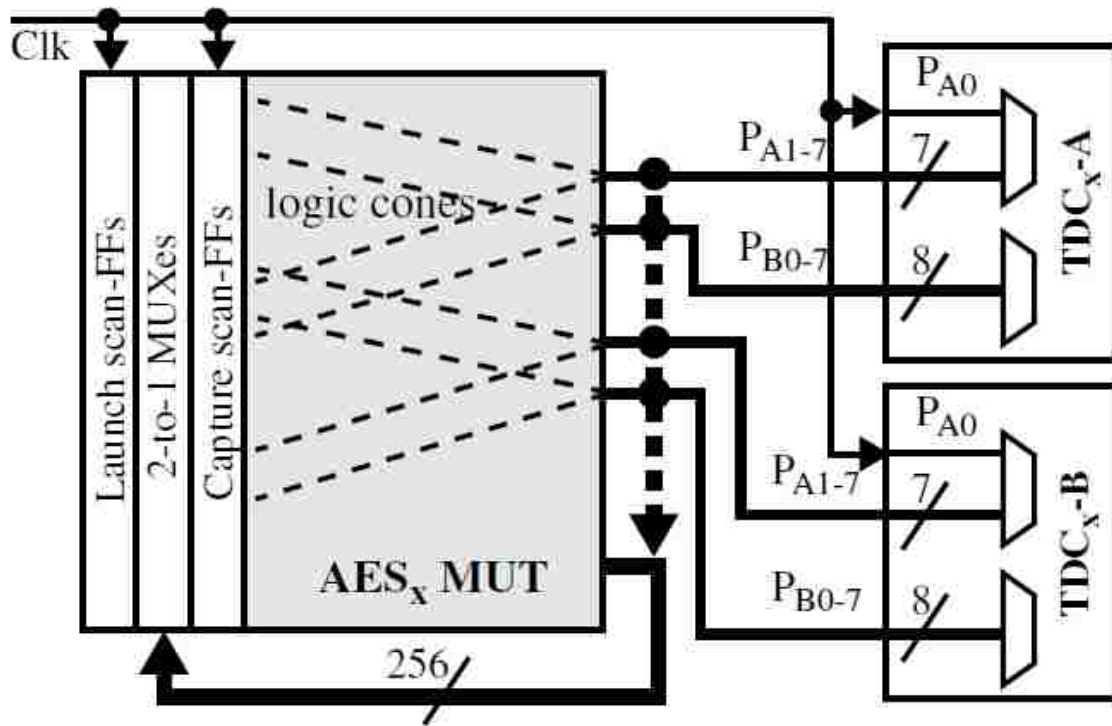 Clk
Launch scan-FFs
2-to-1 MUXes
Capture scan-FFs
logic cones
AESx MUT
256
PA1-7
PB0-7
PA1-7
PB0-7
PA0
7
8
TDCx-A
PA0
7
8
TDCx-B